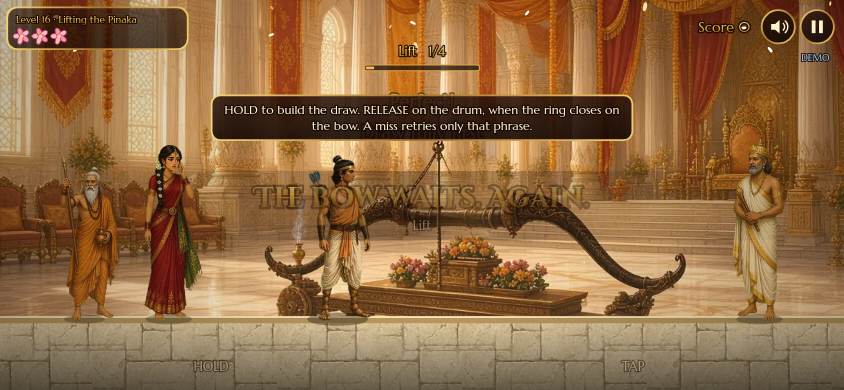 Level 16 · Lifting the Pinaka
Score
DEMO
Lift 1/4
HOLD to build the draw. RELEASE on the drum, when the ring closes on
the bow. A miss retries only that phrase.
THE BOW WAITS. AGAIN.
Lift
HOLD
TAP